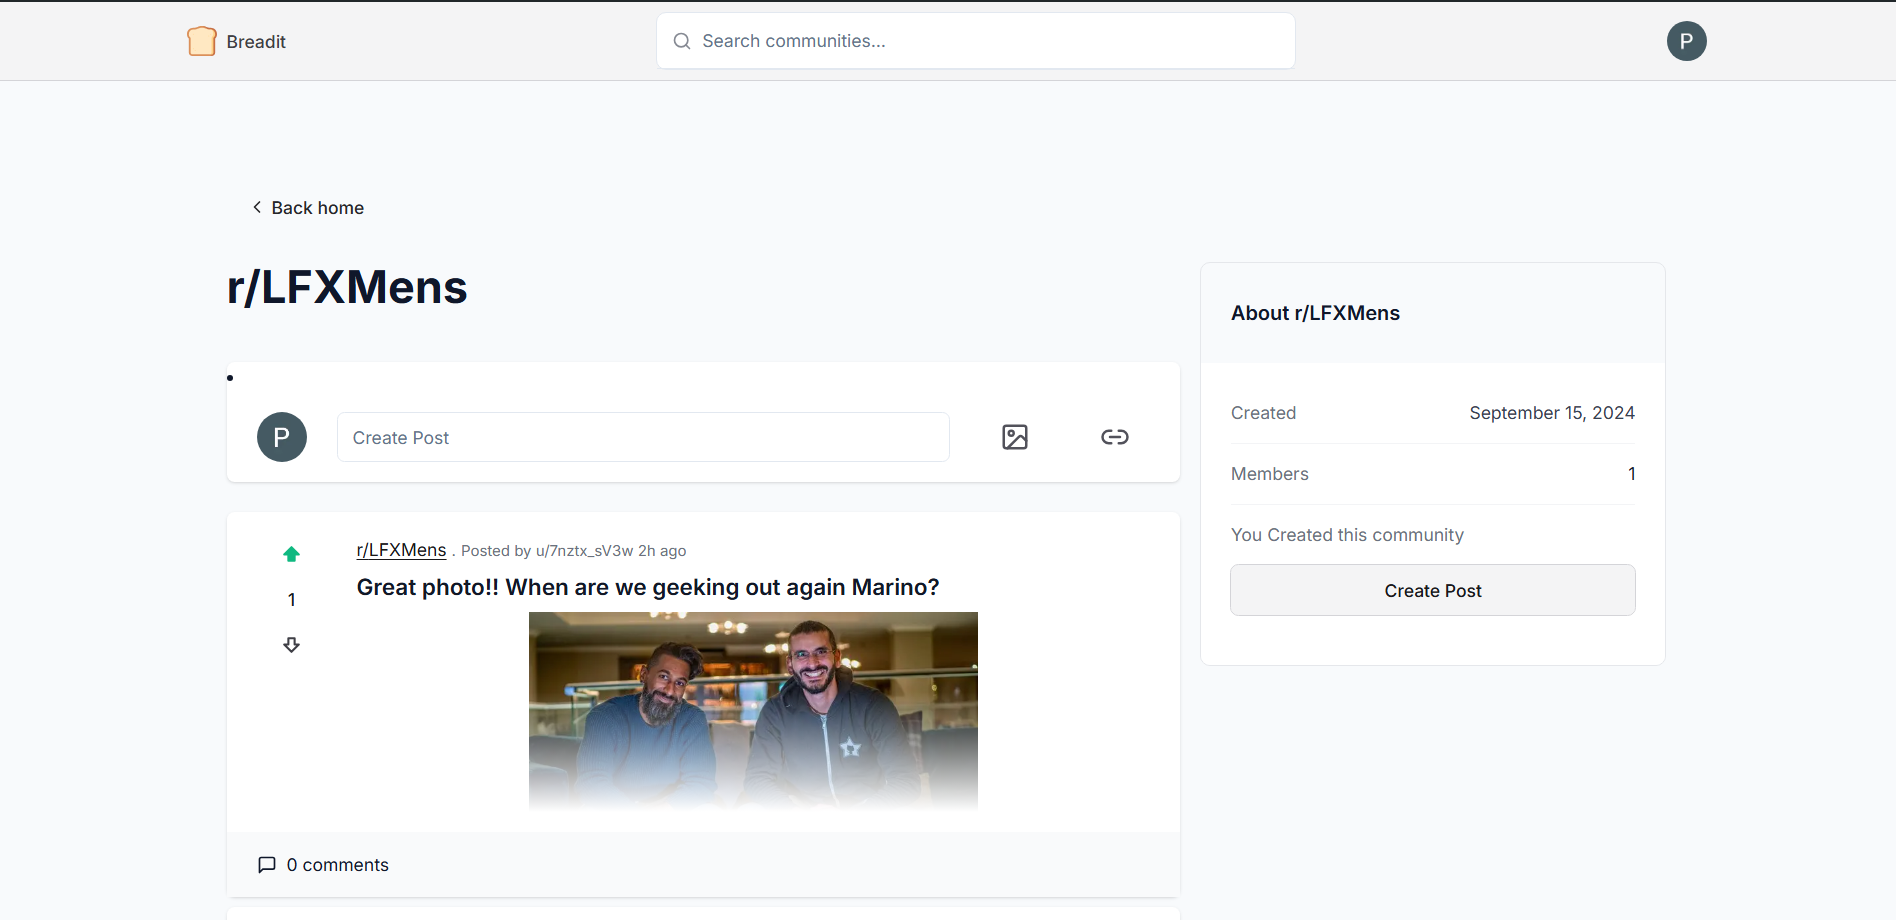 Breadit
Search communities...
P
Back home
r/LFXMens
P
Create Post
r/LFXMens . Posted by u/7nztx_sV3w 2h ago
1
Great photo!! When are we geeking out again Marino?
0 comments
About r/LFXMens
Created September 15, 2024
Members 1
You Created this community
Create Post